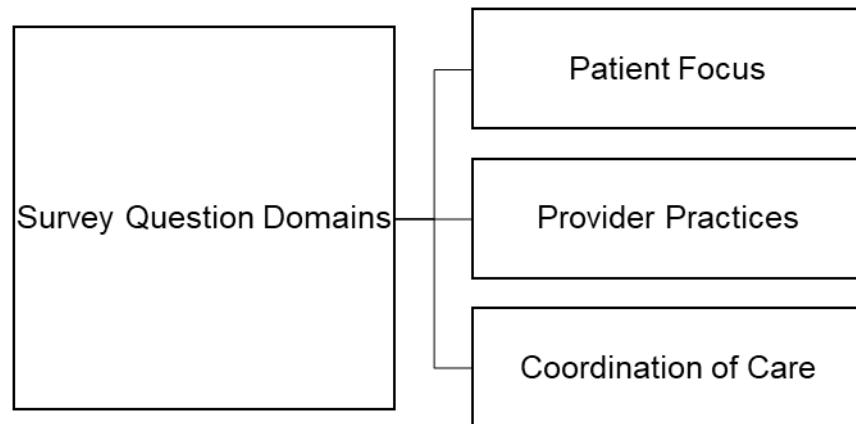 Patient Focus
Survey Question Domains
Provider Practices
Coordination of Care